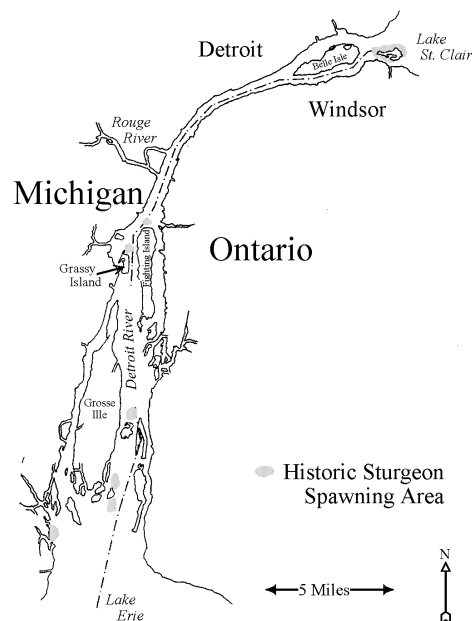 Detroit
Lake
St. Clair
Belle Isle
Windsor
Rouge
River
Michigan
Ontario
Fighting Island
Grassy
Island
Detroit River
Grosse
Ille
Historic Sturgeon
Spawning Area
N
5 Miles
Lake
Erie